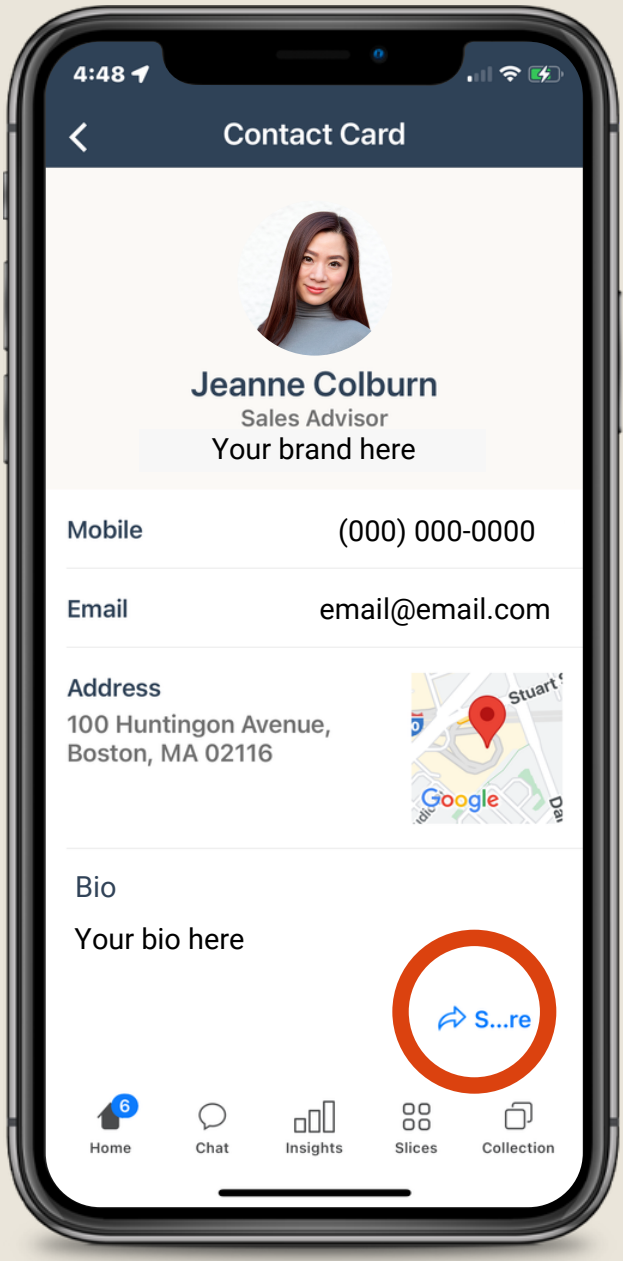 4:48
Contact Card
Jeanne Colburn
Sales Advisor
Your brand here
Mobile
(000) 000-0000
Email
email@email.com
Address
100 Huntingon Avenue,
Boston, MA 02116
Stuart
Google
Bio
Your bio here
S...re
6
Home
Chat
Insights
Slices
Collection